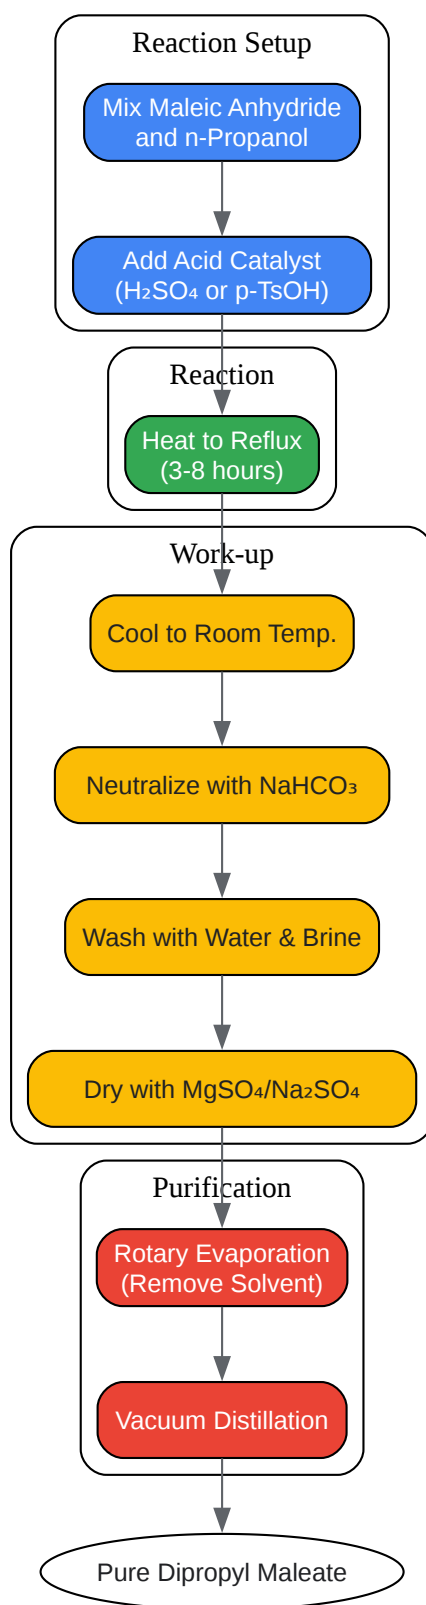 Reaction Setup
Mix Maleic Anhydride
and n-Propanol
Add Acid Catalyst
(H₂SO₄ or p-TsOH)
Reaction
Heat to Reflux
(3-8 hours)
Work-up
Cool to Room Temp.
Neutralize with NaHCO₃
Wash with Water & Brine
Dry with MgSO₄/Na₂SO₄
Purification
Rotary Evaporation
(Remove Solvent)
Vacuum Distillation
Pure Dipropyl Maleate